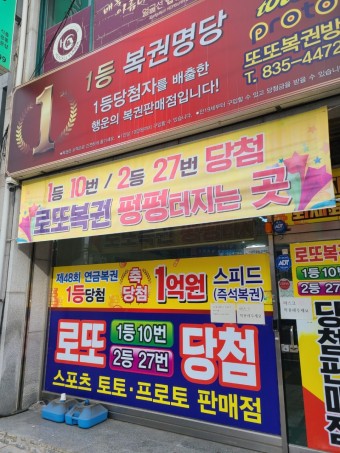 1등 복권명당
1등당첨자를 배출한
행운의 복권판매점입니다!
1
또또복권방
T. 835-4472
1등 10번 / 2등 27번 당첨
로또복권 펑펑터지는 곳
제48회 연금복권
1등당첨
축
당첨
1억원
스피드
(즉석복권)
로또
1등 10번
2등 27번
당첨
스포츠 토토·프로토 판매점
ADT
로또복권
1등 10번
2등 27번
당첨판매점